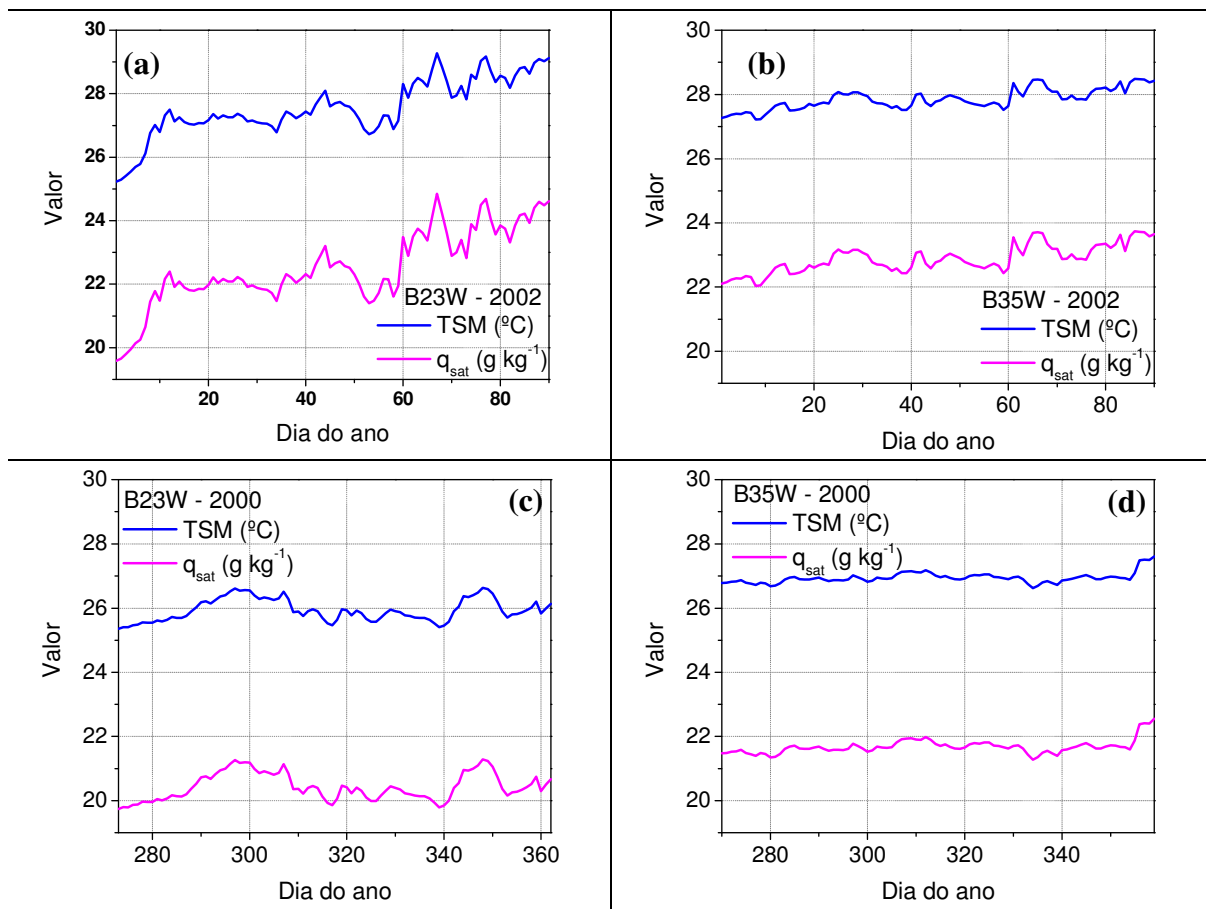 (a)
Valor
30
28
26
24
22
20
B23W - 2002
TSM (ºC)
q_sat (g kg⁻¹)
20 40 60 80
Dia do ano
(b)
Valor
30
28
26
24
22
20
B35W - 2002
TSM (ºC)
q_sat (g kg⁻¹)
20 40 60 80
Dia do ano
(c)
Valor
30
28
26
24
22
20
B23W - 2000
TSM (ºC)
q_sat (g kg⁻¹)
280 300 320 340 360
Dia do ano
(d)
Valor
30
28
26
24
22
20
B35W - 2000
TSM (ºC)
q_sat (g kg⁻¹)
280 300 320 340
Dia do ano